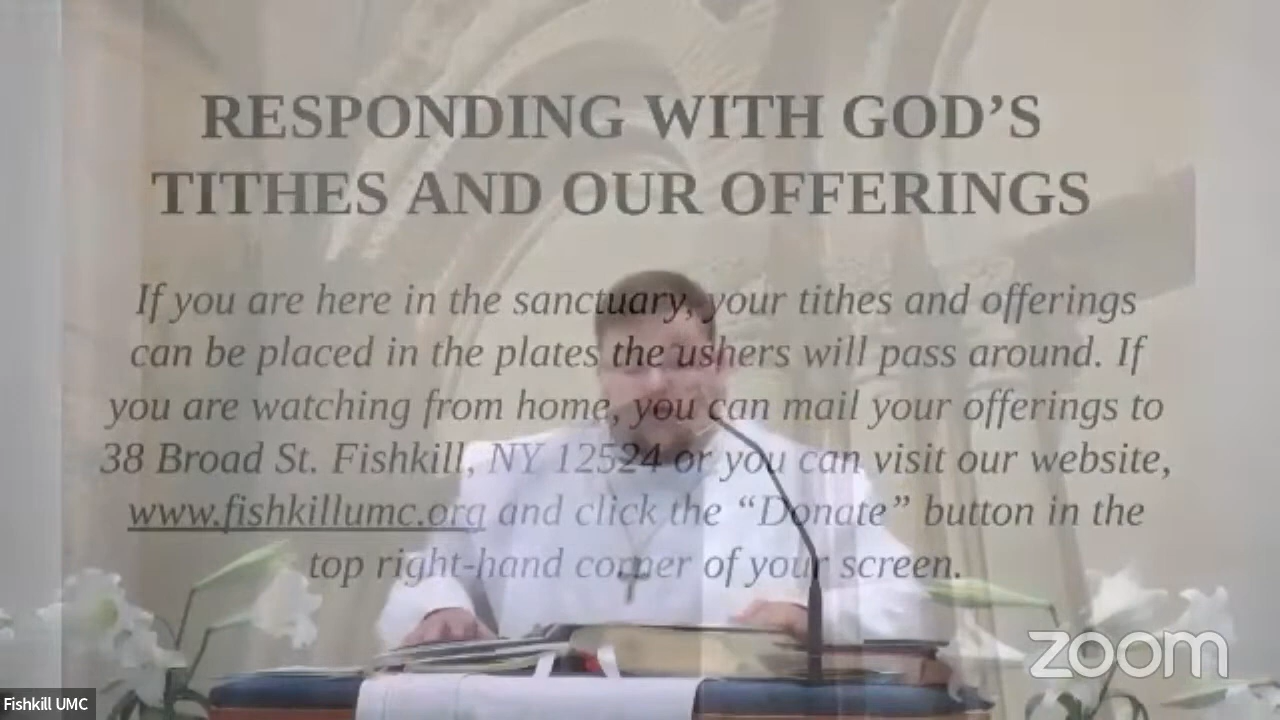 RESPONDING WITH GOD’S
TITHES AND OUR OFFERINGS
If you are here in the sanctuary, your tithes and offerings
can be placed in the plates the ushers will pass around. If
you are watching from home, you can mail your offerings to
38 Broad St. Fishkill, NY 12524 or you can visit our website,
www.fishkillumc.org and click the “Donate” button in the
top right-hand corner of your screen.
zoom
Fishkill UMC